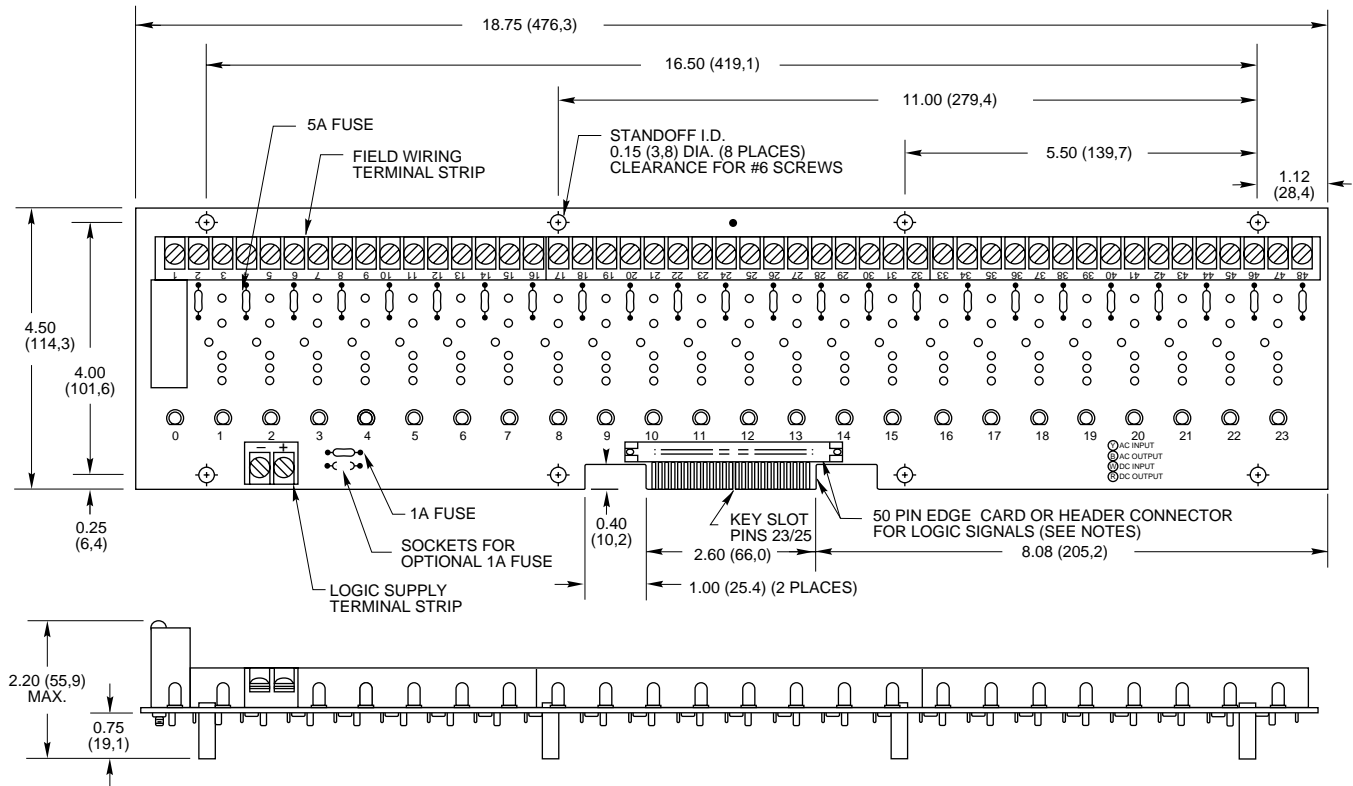 18.75 (476,3)
16.50 (419,1)
11.00 (279,4)
5A FUSE
STANDOFF I.D.
0.15 (3,8) DIA. (8 PLACES)
CLEARANCE FOR #6 SCREWS
5.50 (139,7)
FIELD WIRING
TERMINAL STRIP
1.12
(28,4)
1 2 3 5 6 7 8 9 10 11 12 13 14 15 16 17 18 19 20 21 22 23 24 25 26 27 28 29 30 31 32 33 34 35 36 37 38 39 40 41 42 43 44 45 46 47 48
4.50
(114,3)
4.00
(101,6)
0 1 2 3 4 5 6 7 8 9 10 11 12 13 14 15 16 17 18 19 20 21 22 23
– +
Y AC INPUT
B AC OUTPUT
W DC INPUT
R DC OUTPUT
0.25
(6,4)
1A FUSE
SOCKETS FOR
OPTIONAL 1A FUSE
LOGIC SUPPLY
TERMINAL STRIP
0.40
(10,2)
KEY SLOT
PINS 23/25
50 PIN EDGE CARD OR HEADER CONNECTOR
FOR LOGIC SIGNALS (SEE NOTES)
2.60 (66,0)
8.08 (205,2)
1.00 (25.4) (2 PLACES)
2.20 (55,9)
MAX.
0.75
(19,1)